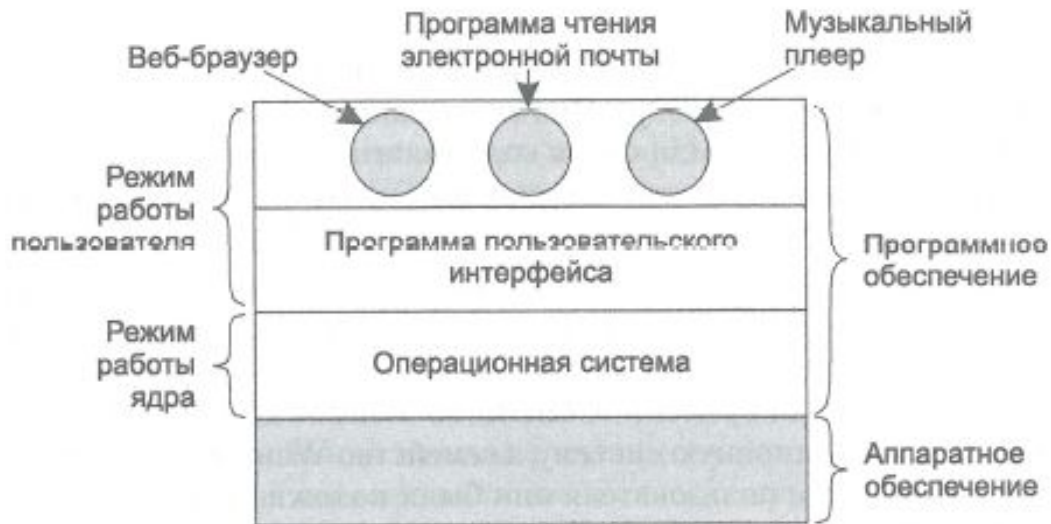 Веб-браузер
Программа чтения
электронной почты
Музыкальный
плеер
Режим
работы
пользователя
Программа пользовательского
интерфейса
Программное
обеспечение
Режим
работы
ядра
Операционная система
Аппаратное
обеспечение